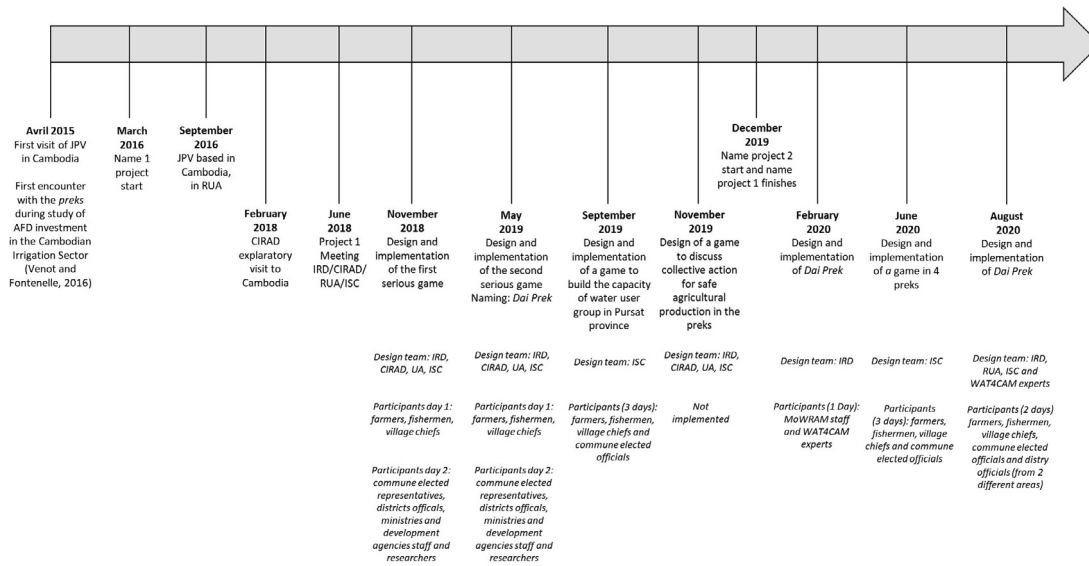 Avril 2015
First visit of JPV
in Cambodia
First encounter
with the preks
during study of
AFD investment
in the Cambodian
Irrigation Sector
(Venot and
Fontenelle, 2016)
March
2016
Name 1
project
start
September
2016
JPV based in
Cambodia,
in RUA
February
2018
CIRAD
explaratory
visit to
Cambodia
June
2018
Project 1
Meeting
IRD/CIRAD/
RUA/ISC
November
2018
Design and
implementation
of the first
serious game
Design team: IRD,
CIRAD, UA, ISC
Participants day 1:
farmers, fishermen,
village chiefs
Participants day 2:
commune elected
representatives,
districts officals,
ministries and
development
agencies staff and
researchers
May
2019
Design and
implementation
of the second
serious game
Naming: Dai Prek
Design team: IRD,
CIRAD, UA, ISC
Participants day 1:
farmers, fishermen,
village chiefs
Participants day 2:
commune elected
representatives,
districts officals,
ministries and
development
agencies staff and
researchers
September
2019
Design and
implementation
of a game to
build the capacity
of water user
group in Pursat
province
Design team: ISC
Participants (3 days):
farmers, fishermen,
village chiefs and
commune elected
officials
November
2019
Design of a game
to discuss
collective action
for safe
agricultural
production in the
preks
Design team: IRD,
CIRAD, UA, ISC
Not
implemented
December
2019
Name project 2
start and name
project 1 finishes
February
2020
Design and
implementation
of Dai Prek
Design team: IRD
Participants (1 Day):
MoWRAM staff
and WAT4CAM
experts
June
2020
Design and
implementation
of a game in 4
preks
Design team: ISC
Participants
(3 days): farmers,
fishermen, village
chiefs and commune
elected officials
August
2020
Design and
implementation
of Dai Prek
Design team: IRD,
RUA, ISC and
WAT4CAM experts
Participants (2 days)
farmers, fishermen,
village chiefs,
commune elected
officials and distry
officials (from 2
different areas)